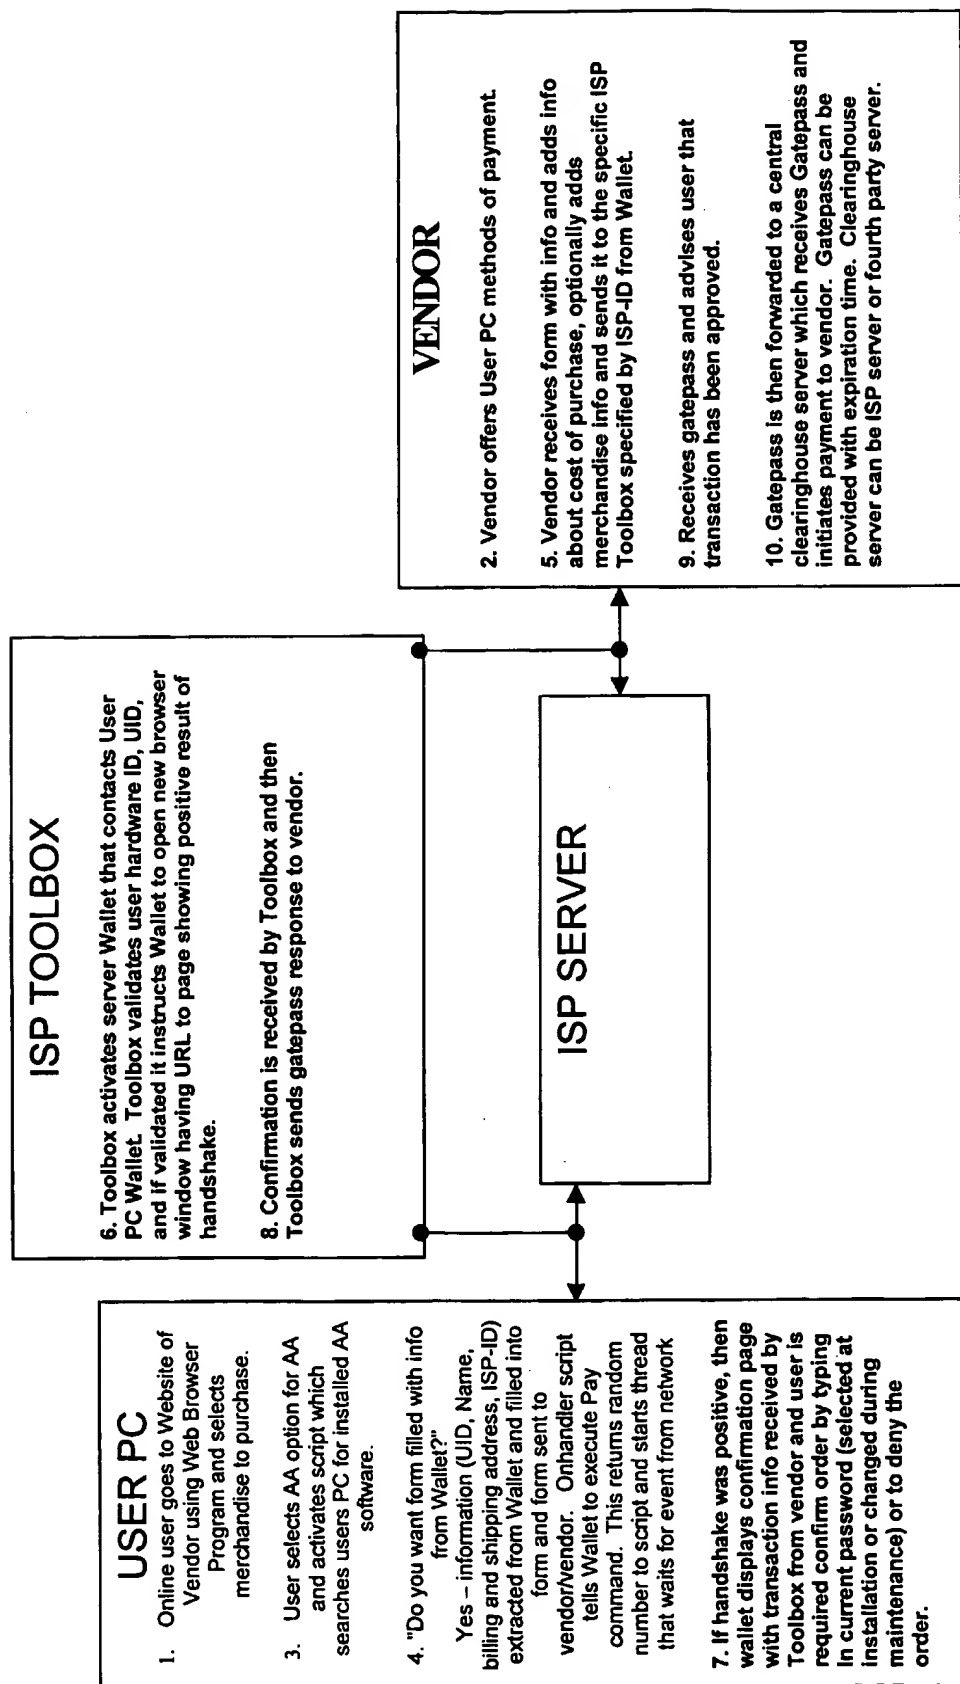 USER PC
1. Online user goes to Website of
Vendor using Web Browser
Program and selects
merchandise to purchase.
3. User selects AA option for AA
and activates script which
searches users PC for installed AA
software.
4. "Do you want form filled with info
from Wallet?"
Yes – information (UID, Name,
billing and shipping address, ISP-ID)
extracted from Wallet and filled into
form and form sent to
vendor/vendor. Onhandler script
tells Wallet to execute Pay
command. This returns random
number to script and starts thread
that waits for event from network
7. If handshake was positive, then
wallet displays confirmation page
with transaction info received by
Toolbox from vendor and user is
required confirm order by typing
In current password (selected at
installation or changed during
maintenance) or to deny the
order.
ISP TOOLBOX
6. Toolbox activates server Wallet that contacts User
PC Wallet. Toolbox validates user hardware ID, UID,
and if validated it instructs Wallet to open new browser
window having URL to page showing positive result of
handshake.
8. Confirmation is received by Toolbox and then
Toolbox sends gatepass response to vendor.
ISP SERVER
VENDOR
2. Vendor offers User PC methods of payment.
5. Vendor receives form with info and adds info
about cost of purchase, optionally adds
merchandise info and sends it to the specific ISP
Toolbox specified by ISP-ID from Wallet.
9. Receives gatepass and advises user that
transaction has been approved.
10. Gatepass is then forwarded to a central
clearinghouse server which receives Gatepass and
initiates payment to vendor. Gatepass can be
provided with expiration time. Clearinghouse
server can be ISP server or fourth party server.